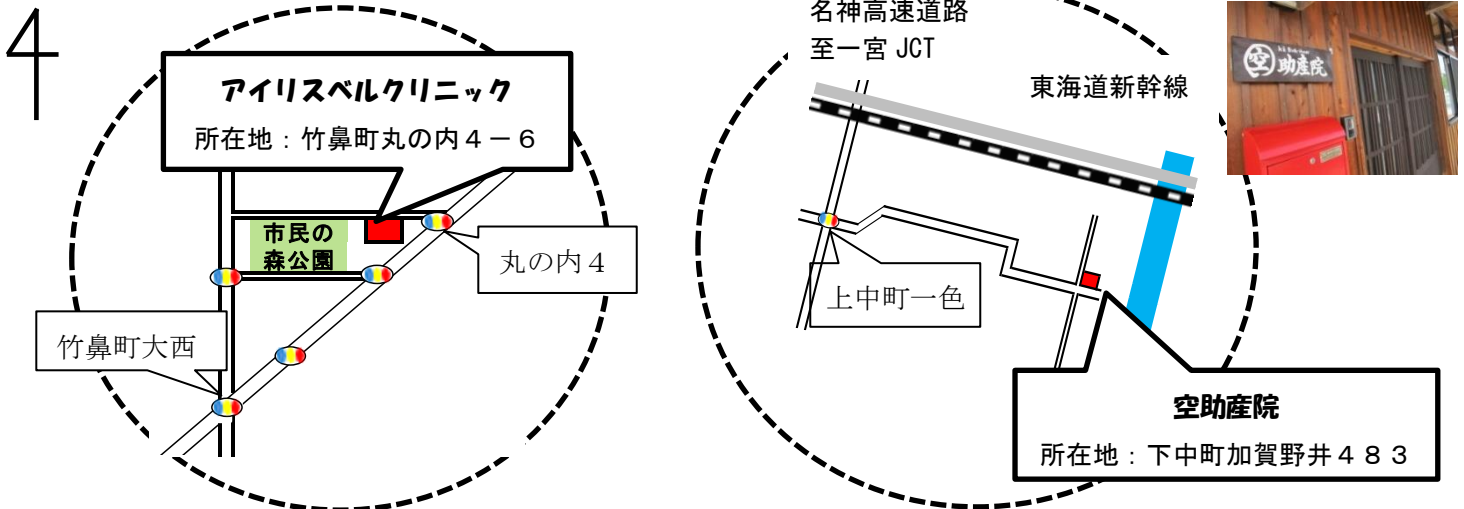 アイリスベルクリニック
所在地：竹鼻町丸の内４－６
市民の
森公園
丸の内４
竹鼻町大西
名神高速道路
至一宮 JCT
東海道新幹線
上中町一色
空助産院
所在地：下中町加賀野井４８３
空助産院